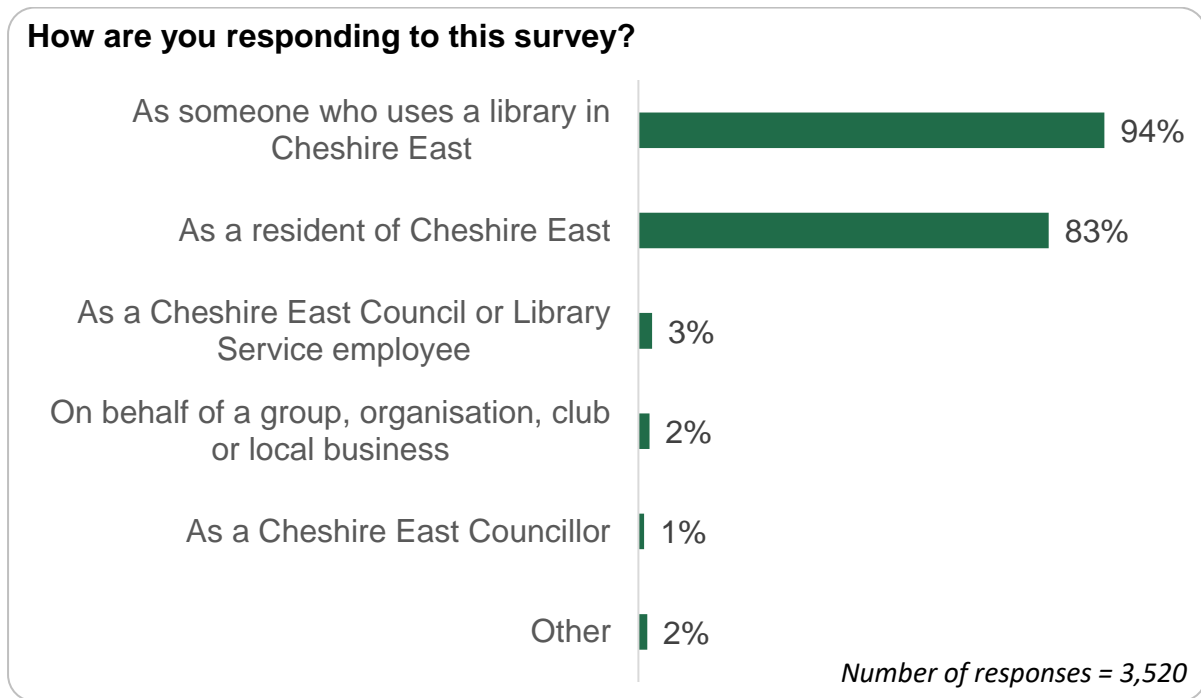 How are you responding to this survey?
As someone who uses a library in
Cheshire East
94%
As a resident of Cheshire East
83%
As a Cheshire East Council or Library
Service employee
3%
On behalf of a group, organisation, club
or local business
2%
As a Cheshire East Councillor
1%
Other
2%
Number of responses = 3,520